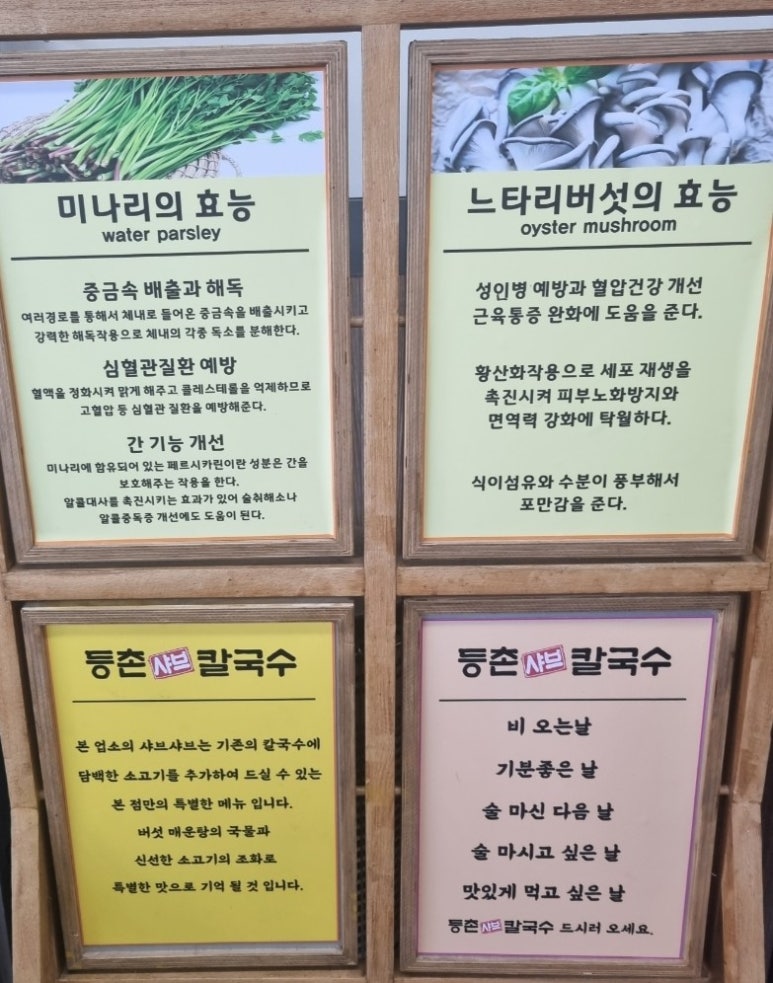 미나리의 효능
water parsley
중금속 배출과 해독
여러경로를 통해서 체내로 들어온 중금속을 배출시키고
강력한 해독작용으로 체내의 각종 독소를 분해한다.
심혈관질환 예방
혈액을 정화시켜 맑게 해주고 콜레스테롤을 억제하므로
고혈압 등 심혈관 질환을 예방해준다.
간 기능 개선
미나리에 함유되어 있는 페르시카린이란 성분은 간을
보호해주는 작용을 한다.
알콜대사를 촉진시키는 효과가 있어 술취해소나
알콜중독증 개선에도 도움이 된다.
느타리버섯의 효능
oyster mushroom
성인병 예방과 혈압건강 개선
근육통증 완화에 도움을 준다.
황산화작용으로 세포 재생을
촉진시켜 피부노화방지와
면역력 강화에 탁월하다.
식이섬유와 수분이 풍부해서
포만감을 준다.
등촌 샤브 칼국수
본 업소의 샤브샤브는 기존의 칼국수에
담백한 소고기를 추가하여 드실 수 있는
본 점만의 특별한 메뉴 입니다.
버섯 매운탕의 국물과
신선한 소고기의 조화로
특별한 맛으로 기억 될 것 입니다.
등촌 샤브 칼국수
비 오는날
기분좋은 날
술 마신 다음 날
술 마시고 싶은 날
맛있게 먹고 싶은 날
등촌 샤브 칼국수 드시러 오세요.